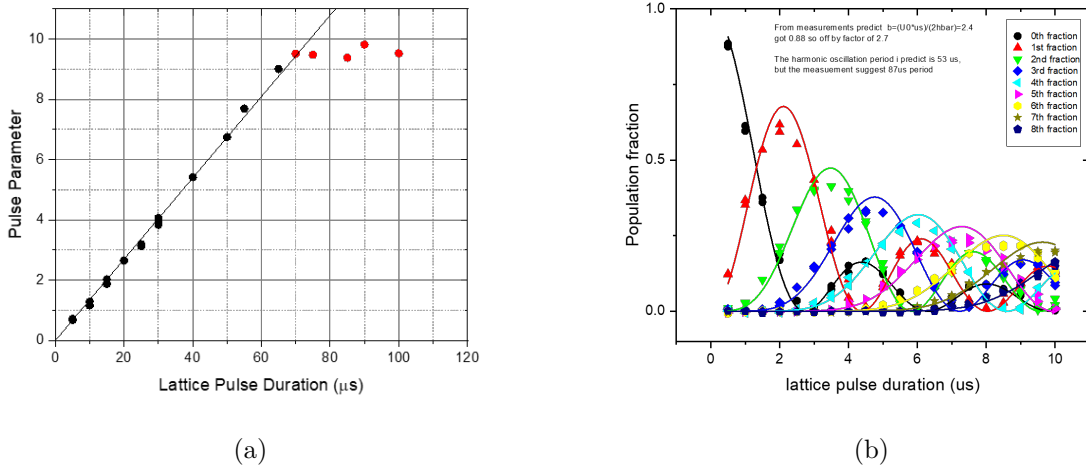 Pulse Parameter
10
8
6
4
2
0
0
20
40
60
80
100
120
Lattice Pulse Duration (μs)
(a)
Population fraction
1.0
0.5
0.0
From measurements predict b=(U0*us)/(2hbar)=2.4
got 0.88 so off by factor of 2.7
The harmonic oscillation period i predict is 53 us,
but the measuement suggest 87us period
0th fraction
1st fraction
2nd fraction
3rd fraction
4th fraction
5th fraction
6th fraction
7th fraction
8th fraction
0
2
4
6
8
10
lattice pulse duration (us)
(b)